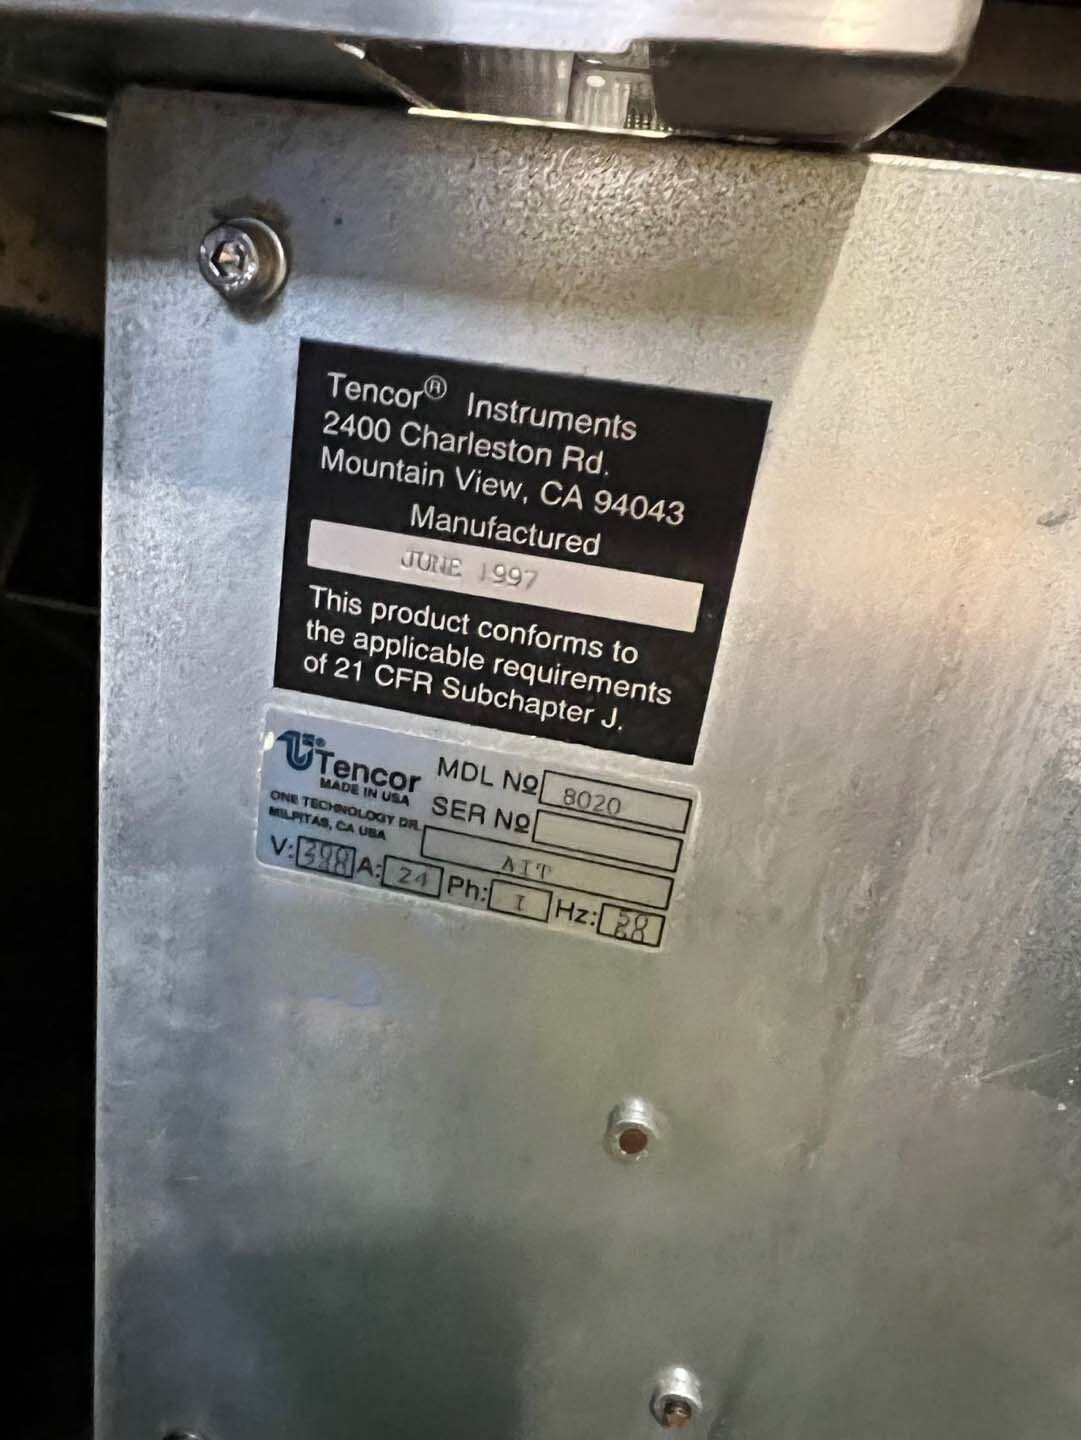 Tencor® Instruments
2400 Charleston Rd.
Mountain View, CA 94043
Manufactured
JUNE 1997
This product conforms to
the applicable requirements
of 21 CFR Subchapter J.
Tencor®
MADE IN USA
ONE TECHNOLOGY DR.
MILPITAS, CA USA
MDL No 8020
SER No
AIT
V: A: 24 Ph: I Hz: